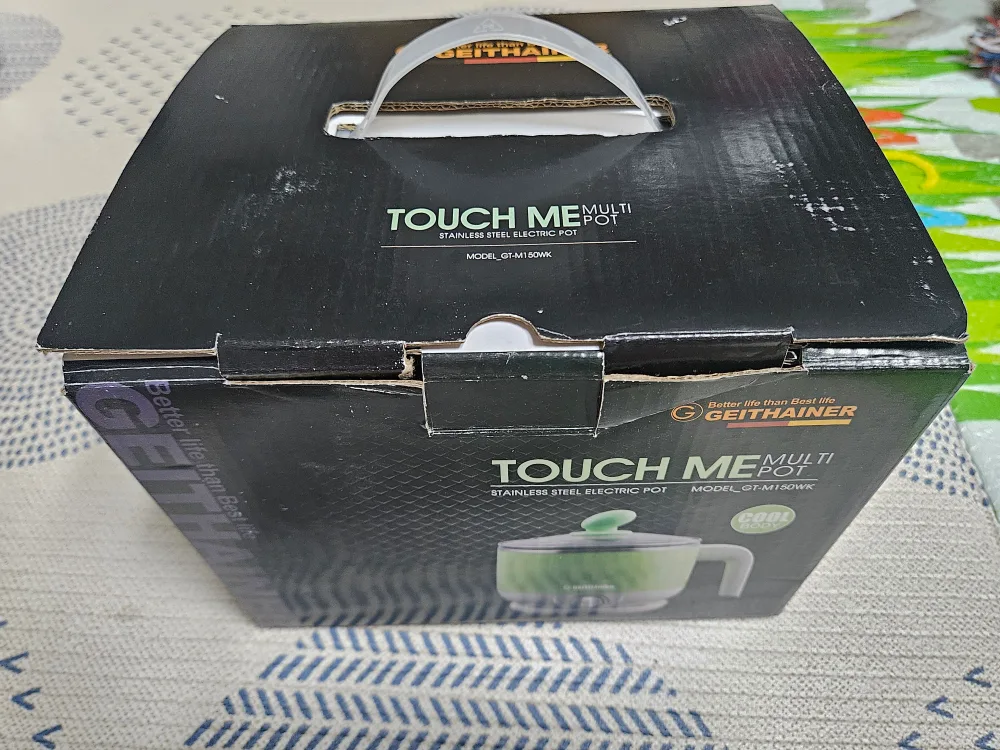 GEITHAINER
TOUCH ME MULTI POT
STAINLESS STEEL ELECTRIC POT
MODEL_GT-M150WK
Better life than Best life
GEITHAINER
TOUCH ME MULTI POT
STAINLESS STEEL ELECTRIC POT MODEL_GT-M150WK
COOL
BODY
Better life than Best life